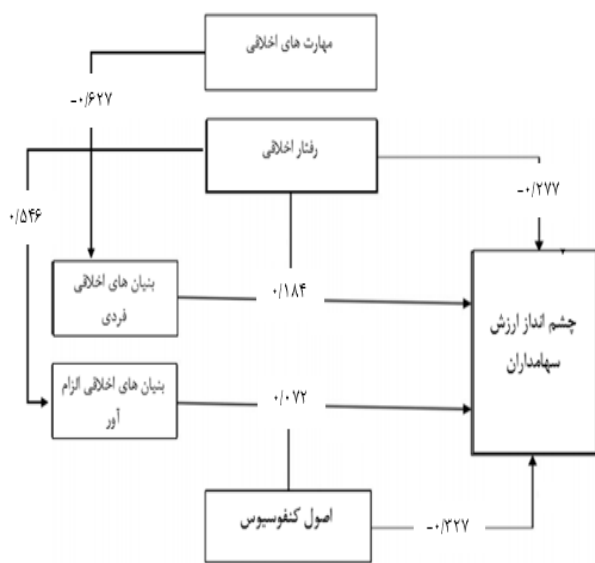 مهارت های اخلاقی
-۰/۶۲۷
رفتار اخلاقی
-۰/۲۷۷
۰/۵۴۶
بنیان های اخلاقی
فردی
۰/۱۸۴
چشم انداز ارزش
سهامداران
بنیان های اخلاقی الزام
آور
۰/۰۷۲
اصول کنفوسیوس
-۰/۳۲۷